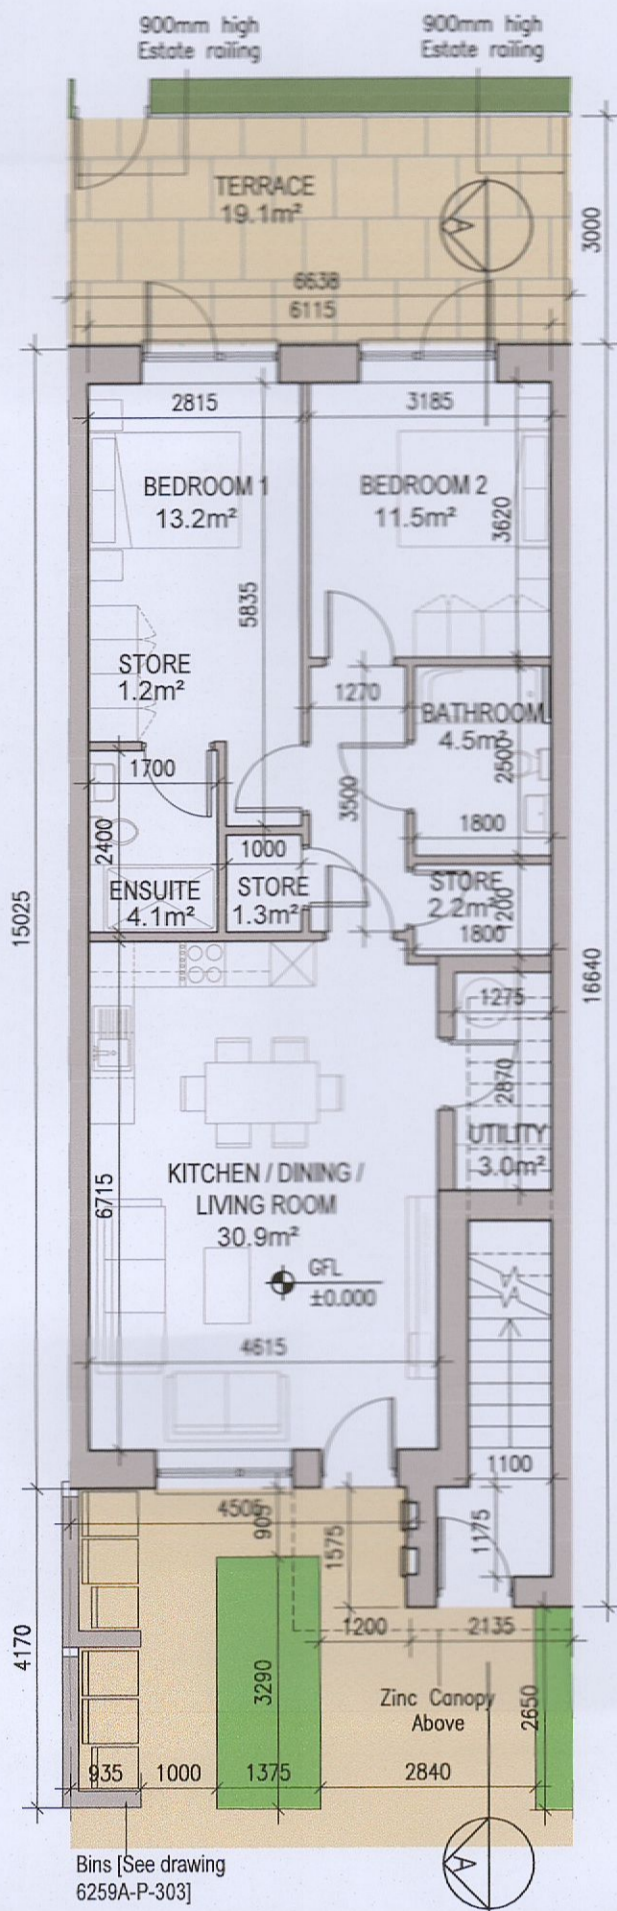 900mm high
Estate railing
900mm high
Estate railing
TERRACE
19.1m²
A
3000
6638
6115
2815
3185
BEDROOM 1
13.2m²
BEDROOM 2
11.5m²
3620
5835
STORE
1.2m²
1270
BATHROOM
4.5m²
2500
1700
3500
2400
1000
1800
ENSUITE
4.1m²
STORE
1.3m²
STORE
2.2m²
1200
1800
15025
16640
1275
2870
UTILITY
3.0m²
KITCHEN / DINING /
LIVING ROOM
30.9m²
6715
GFL
±0.000
4615
1100
4505
905
1575
1175
4170
1200
2135
3290
Zinc Canopy
Above
2650
935
1000
1375
2840
Bins [See drawing
6259A-P-303]
A